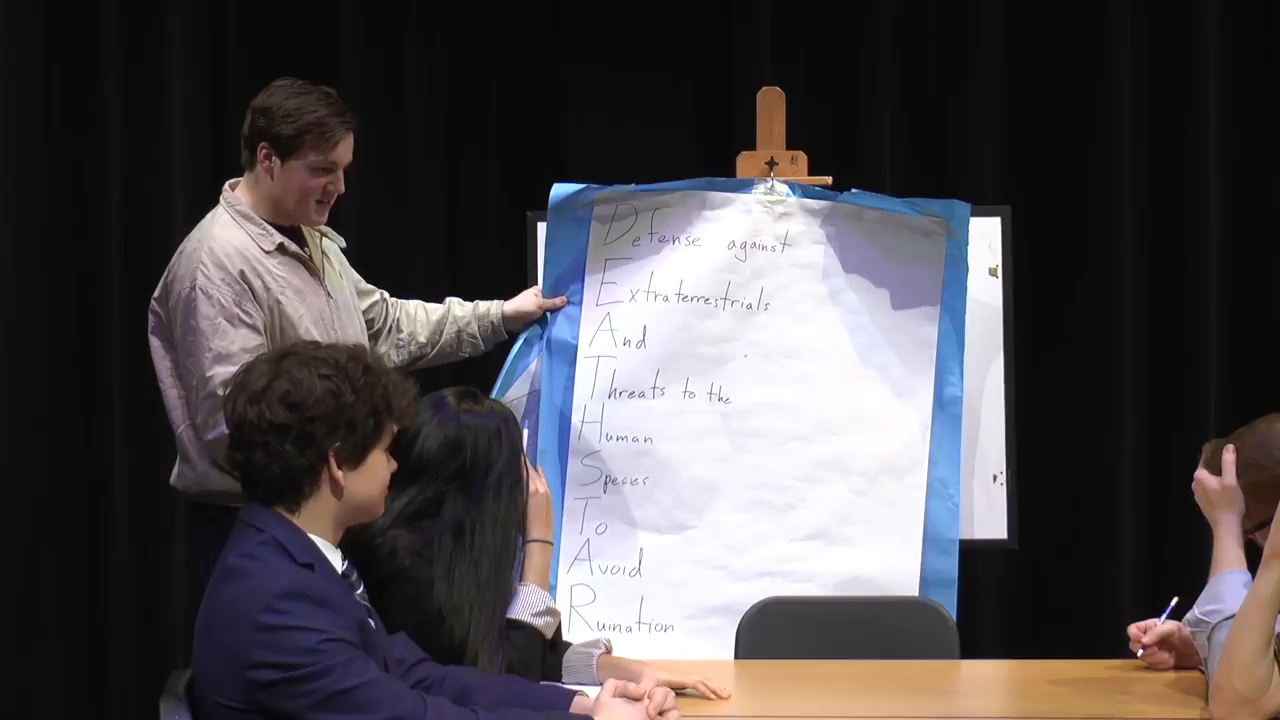 Defense against
Extraterrestrials
And
Threats to the
Human
Species
To
Avoid
Ruination